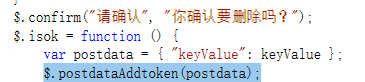 $.confirm("请确认", "你确认要删除吗？");
$.isok = function () {
var postdata = { "keyValue": keyValue };
$.postdataAddtoken(postdata);